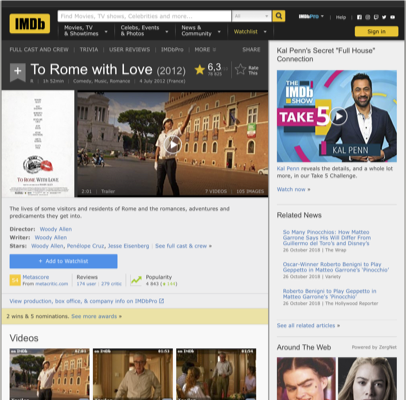 IMDb
Find Movies, TV shows, Celebrities and more...
All
Movies, TV
& Showtimes
Celebs, Events
& Photos
News &
Community
Watchlist
IMDbPro
Help
Sign in
FULL CAST AND CREW | TRIVIA | USER REVIEWS | IMDbPro | MORE
SHARE
To Rome with Love (2012)
1h 52min | Comedy, Music, Romance | 4 July 2012 (France)
6,3
Rate
This
TO ROME WITH LOVE
2:01 | Trailer
7 VIDEOS | 105 IMAGES
The lives of some visitors and residents of Rome and the romances, adventures and
predicaments they get into.
Director: Woody Allen
Writer: Woody Allen
Stars: Woody Allen, Penélope Cruz, Jesse Eisenberg | See full cast & crew »
+ Add to Watchlist
Metascore
From metacritic.com
Reviews
174 user | 279 critic
Popularity
2 wins & 5 nominations. See more awards »
View production, box office, & company info on IMDbPro
Videos
Kal Penn's Secret "Full House"
Connection
THE
IMDb
SHOW
TAKE 5
KAL PENN
Kal Penn reveals the details, and a whole lot
more, in our Take 5 Challenge.
Watch now »
Related News
So Many Pinocchios: How Matteo
Garrone Says His Will Differ From
Guillermo del Toro's and Disney's
26 October 2018 | Variety
Oscar-Winner Roberto Benigni to Play
Geppetto in Matteo Garrone's 'Pinocchio'
26 October 2018 | Variety
Roberto Benigni to Play Geppetto in
Matteo Garrone's 'Pinocchio'
26 October 2018 | The Hollywood Reporter
See all related articles »
Around The Web
Powered by ZergNet